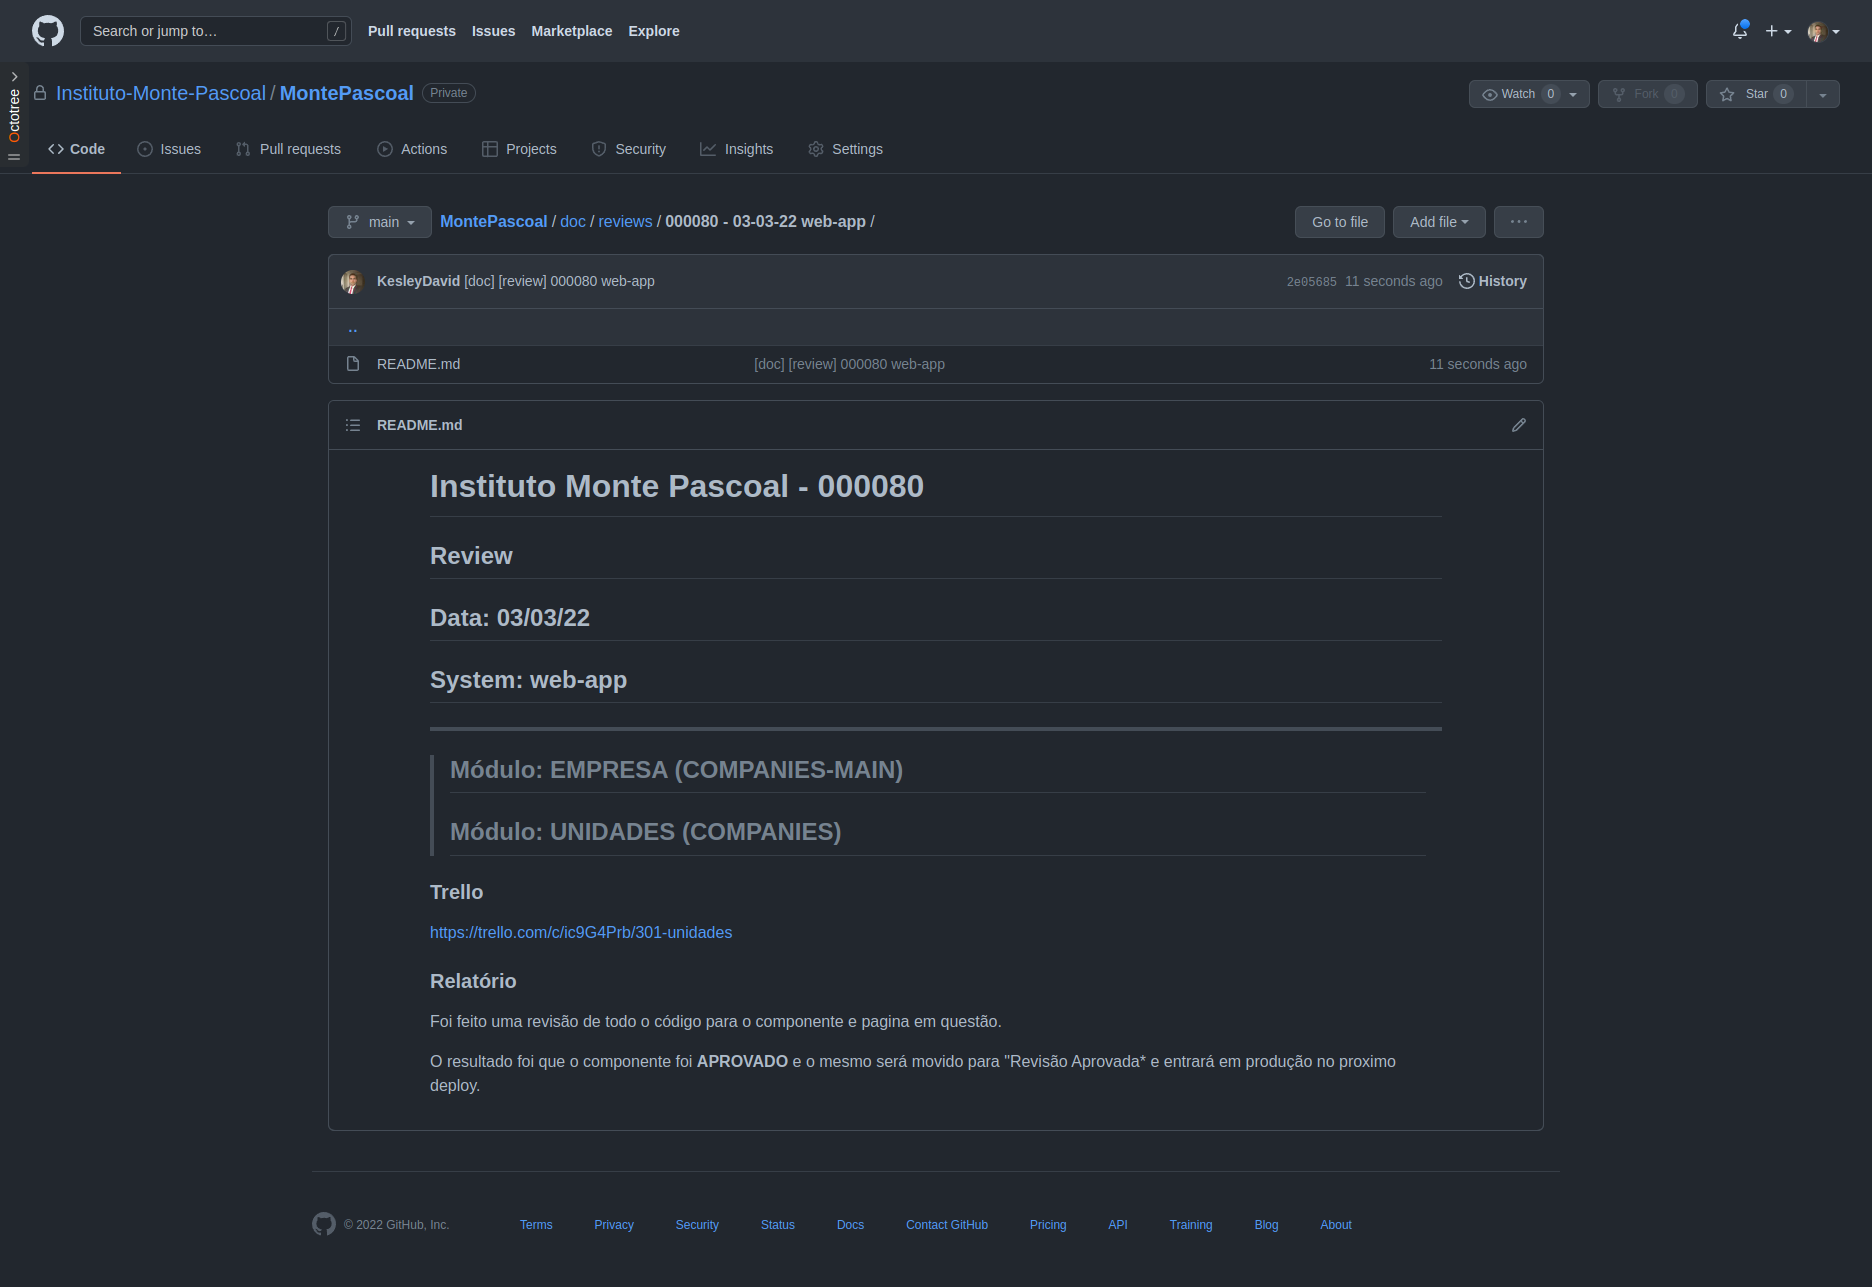 Search or jump to… /
Pull requests Issues Marketplace Explore
Octotree
Instituto-Monte-Pascoal / MontePascoal Private
Watch 0 Fork 0 Star 0
Code Issues Pull requests Actions Projects Security Insights Settings
main MontePascoal / doc / reviews / 000080 - 03-03-22 web-app /
Go to file Add file ...
KesleyDavid [doc] [review] 000080 web-app 2e05685 11 seconds ago History
..
README.md [doc] [review] 000080 web-app 11 seconds ago
README.md
Instituto Monte Pascoal - 000080
Review
Data: 03/03/22
System: web-app
Módulo: EMPRESA (COMPANIES-MAIN)
Módulo: UNIDADES (COMPANIES)
Trello
https://trello.com/c/ic9G4Prb/301-unidades
Relatório
Foi feito uma revisão de todo o código para o componente e pagina em questão.
O resultado foi que o componente foi APROVADO e o mesmo será movido para "Revisão Aprovada* e entrará em produção no proximo
deploy.
© 2022 GitHub, Inc. Terms Privacy Security Status Docs Contact GitHub Pricing API Training Blog About